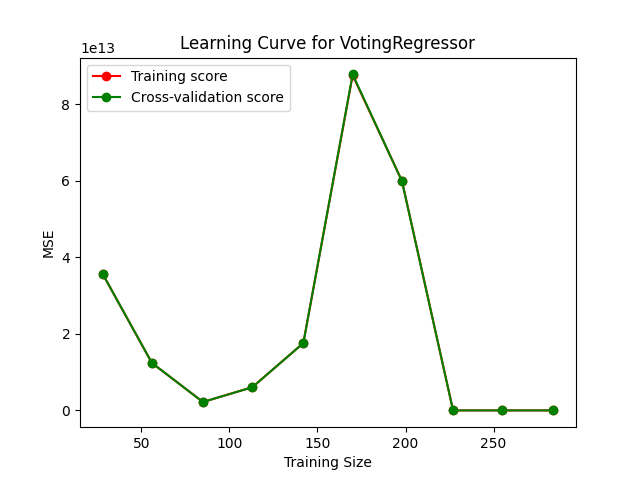 Learning Curve for VotingRegressor
1e13
Training score
Cross-validation score
8
6
4
2
0
MSE
50 100 150 200 250
Training Size